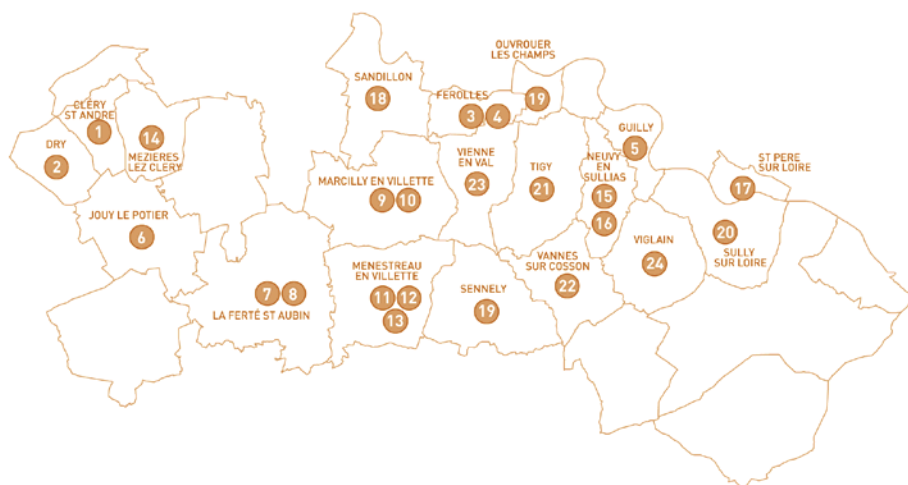 OUVROUER
LES CHAMPS
19
SANDILLON
18
FEROLLES
3 4
CLÉRY
ST ANDRE
1
14
MEZIERES
LEZ CLERY
DRY
2
GUILLY
5
VIENNE
EN VAL
23
TIGY
21
NEUVY
EN
SULLIAS
15
16
ST PERE
SUR LOIRE
17
MARCILLY EN VILLETTE
9 10
JOUY LE POTIER
6
20
SULLY
SUR LOIRE
VIGLAIN
24
VANNES
SUR COSSON
22
MENESTREAU
EN VILLETTE
11 12
13
SENNELY
19
7 8
LA FERTÉ ST AUBIN